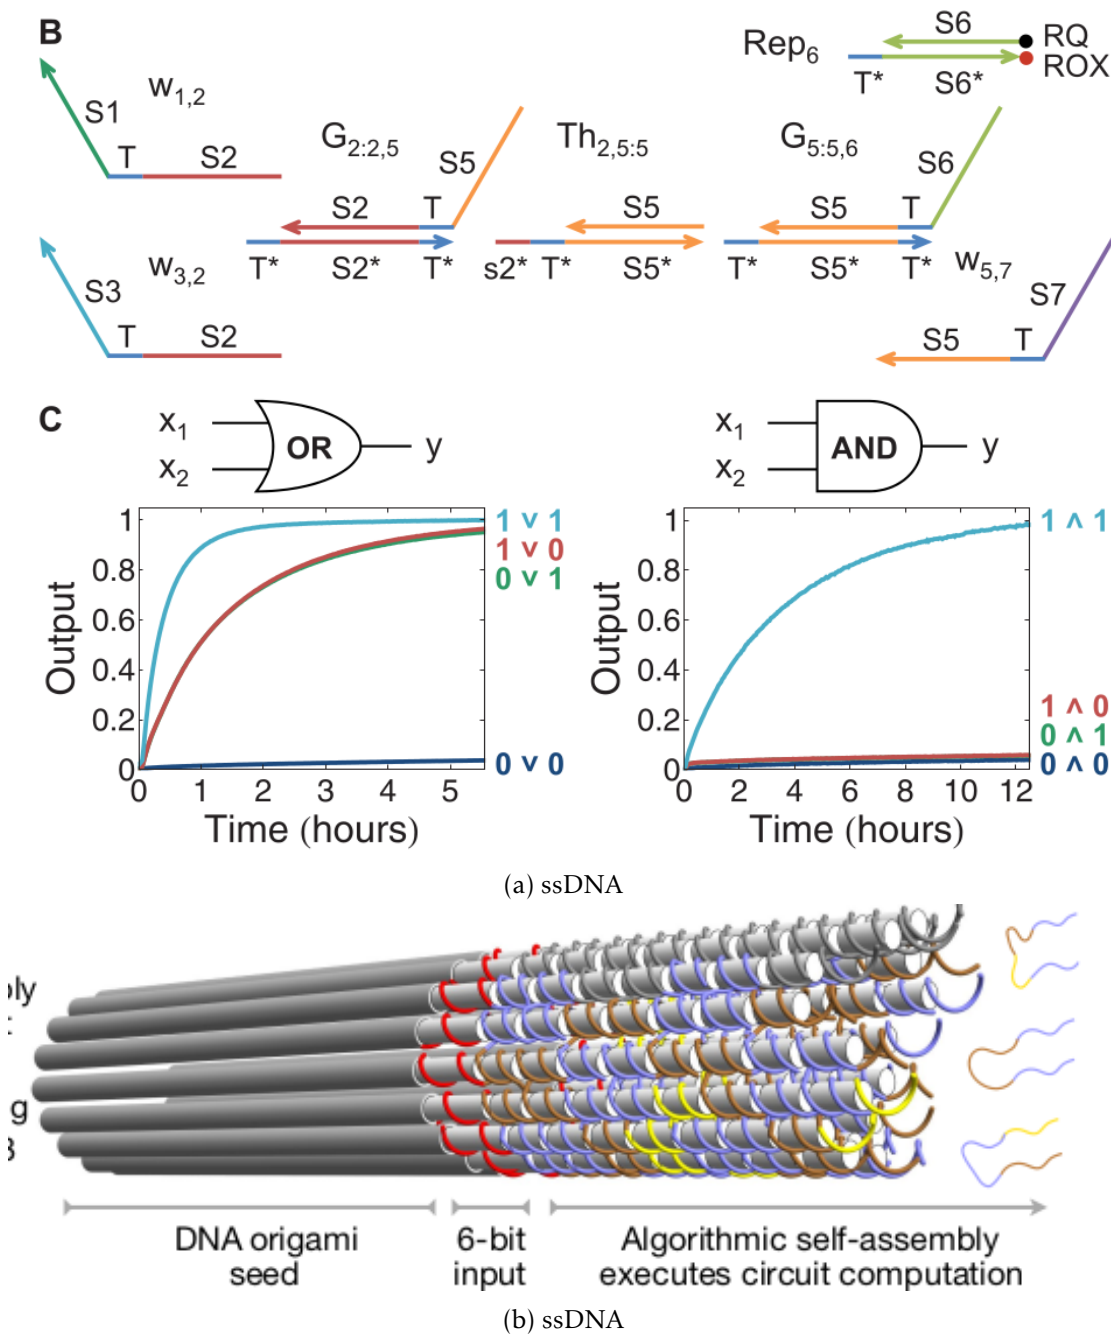 B
S6
RQ
Rep6
ROX
T*
S6*
S1
w1,2
T
S2
G2:2,5
S5
Th2,5:5
G5:5,6
S6
S2
T
S5
S5
T
T*
S2*
T*
s2*
T*
S5*
T*
S5*
T*
w3,2
w5,7
S3
S7
T
S2
S5
T
C
x1
x2
OR
y
x1
x2
AND
y
Output
1
0.8
0.6
0.4
0.2
0
0 1 2 3 4 5
Time (hours)
1 ∨ 1
1 ∨ 0
0 ∨ 1
0 ∨ 0
Output
1
0.8
0.6
0.4
0.2
0
0 2 4 6 8 10 12
Time (hours)
1 ∧ 1
1 ∧ 0
0 ∧ 1
0 ∧ 0
(a) ssDNA
ly
g
DNA origami
seed
6-bit
input
Algorithmic self-assembly
executes circuit computation
(b) ssDNA